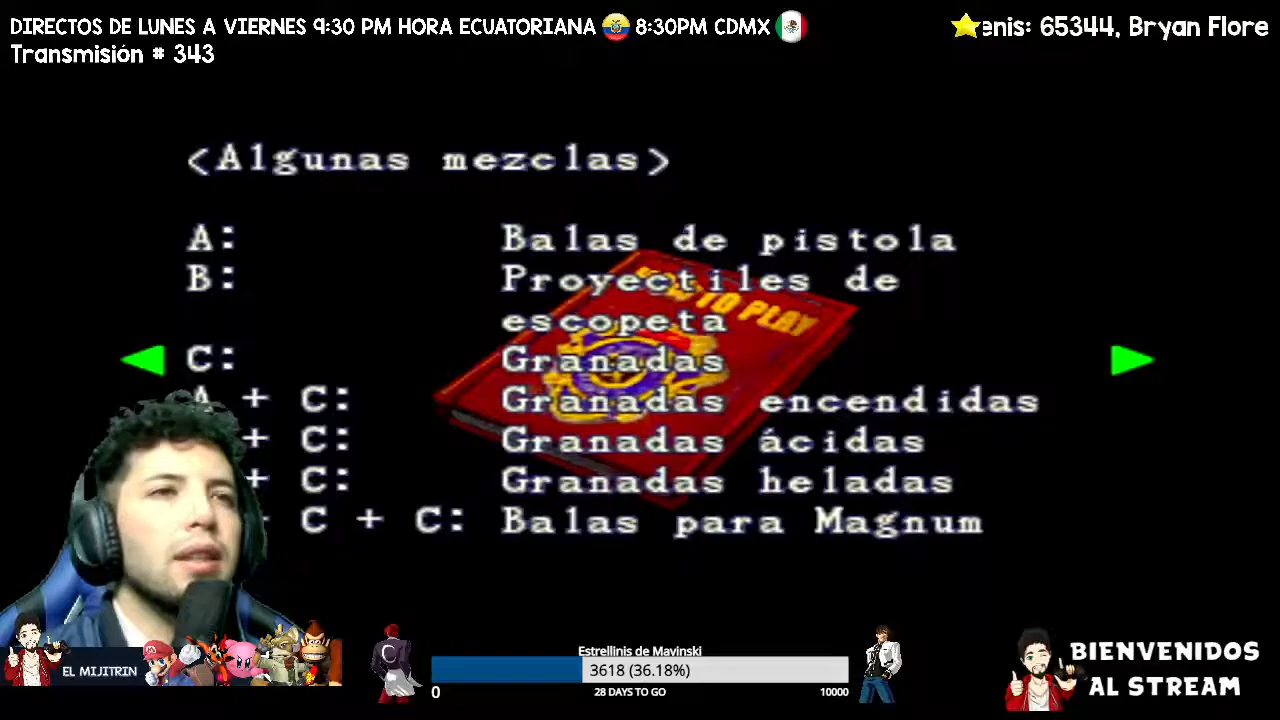 DIRECTOS DE LUNES A VIERNES 9:30 PM HORA ECUATORIANA 8:30PM CDMX
enis: 65344, Bryan Flore
Transmisión # 343
<Algunas mezclas>
A: Balas de pistola
B: Proyectiles de
escopeta
TO PLAY
C: Granadas
A + C: Granadas encendidas
+ C: Granadas ácidas
+ C: Granadas heladas
+ C + C: Balas para Magnum
EL MIJITRIN
C
Estrellinis de Mavinski
3618 (36.18%)
0 28 DAYS TO GO 10000
BIENVENIDOS
AL STREAM